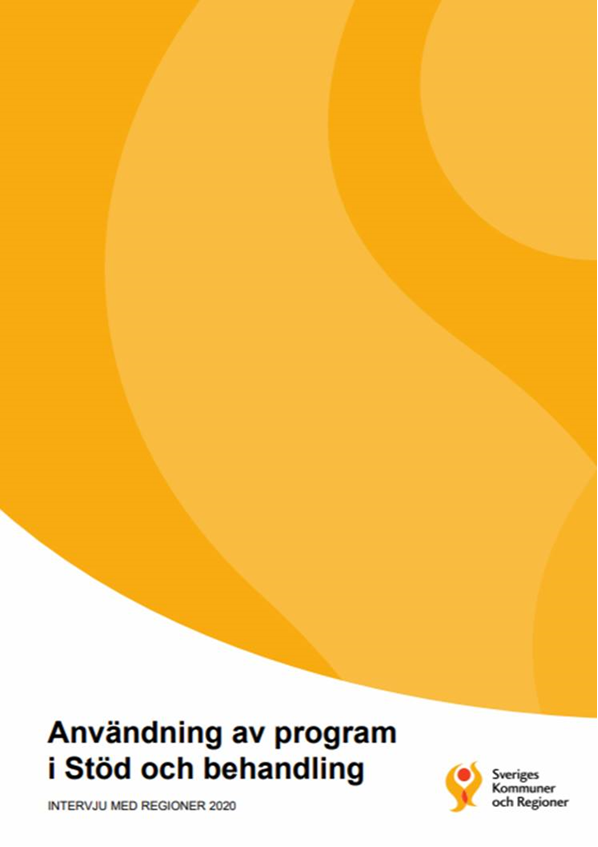 Användning av program
i Stöd och behandling
INTERVJU MED REGIONER 2020
Sveriges
Kommuner
och Regioner